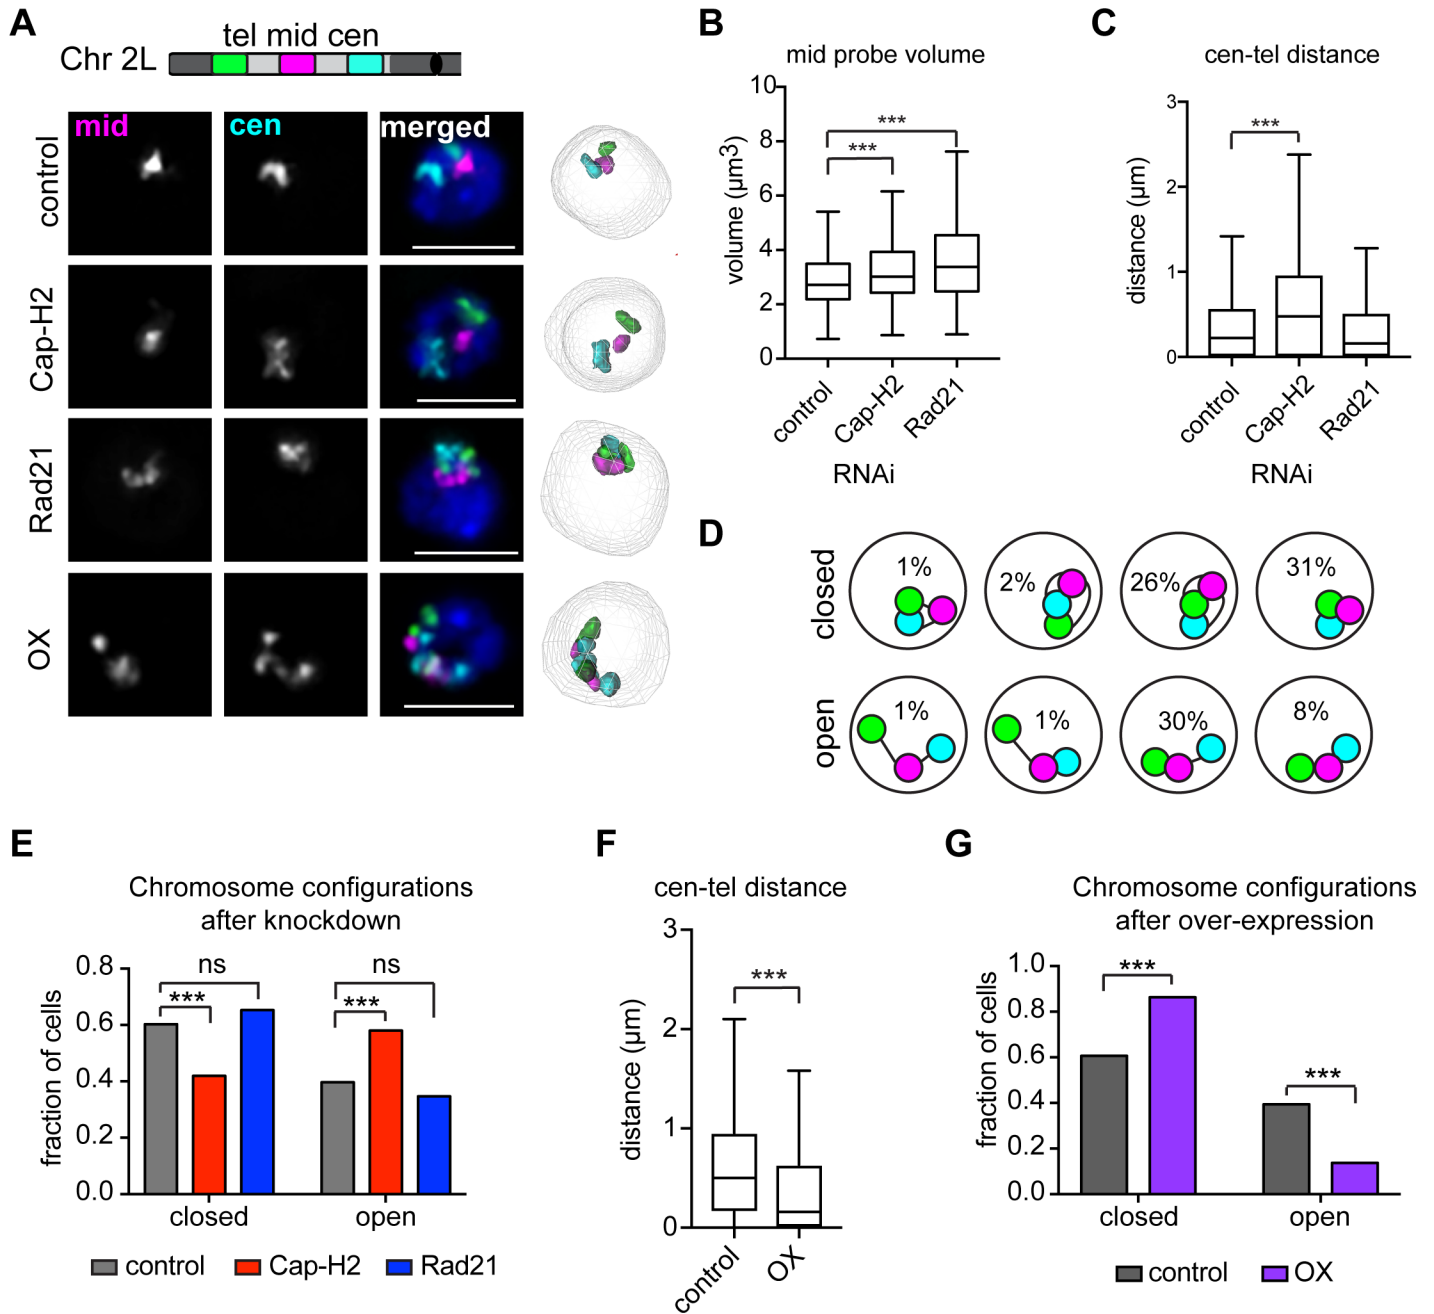 A
tel mid cen
Chr 2L
mid
cen
merged
control
Cap-H2
Rad21
OX
B
mid probe volume
volume (µm3)
10
8
6
4
2
0
***
***
control
Cap-H2
Rad21
RNAi
C
cen-tel distance
distance (µm)
3
2
1
0
***
control
Cap-H2
Rad21
RNAi
D
closed
1%
2%
26%
31%
open
1%
1%
30%
8%
E
Chromosome configurations
after knockdown
fraction of cells
0.8
0.6
0.4
0.2
0.0
ns
***
ns
***
closed
open
control
Cap-H2
Rad21
F
cen-tel distance
distance (µm)
3
2
1
0
***
control
OX
G
Chromosome configurations
after over-expression
fraction of cells
1.0
0.8
0.6
0.4
0.2
0.0
***
***
closed
open
control
OX